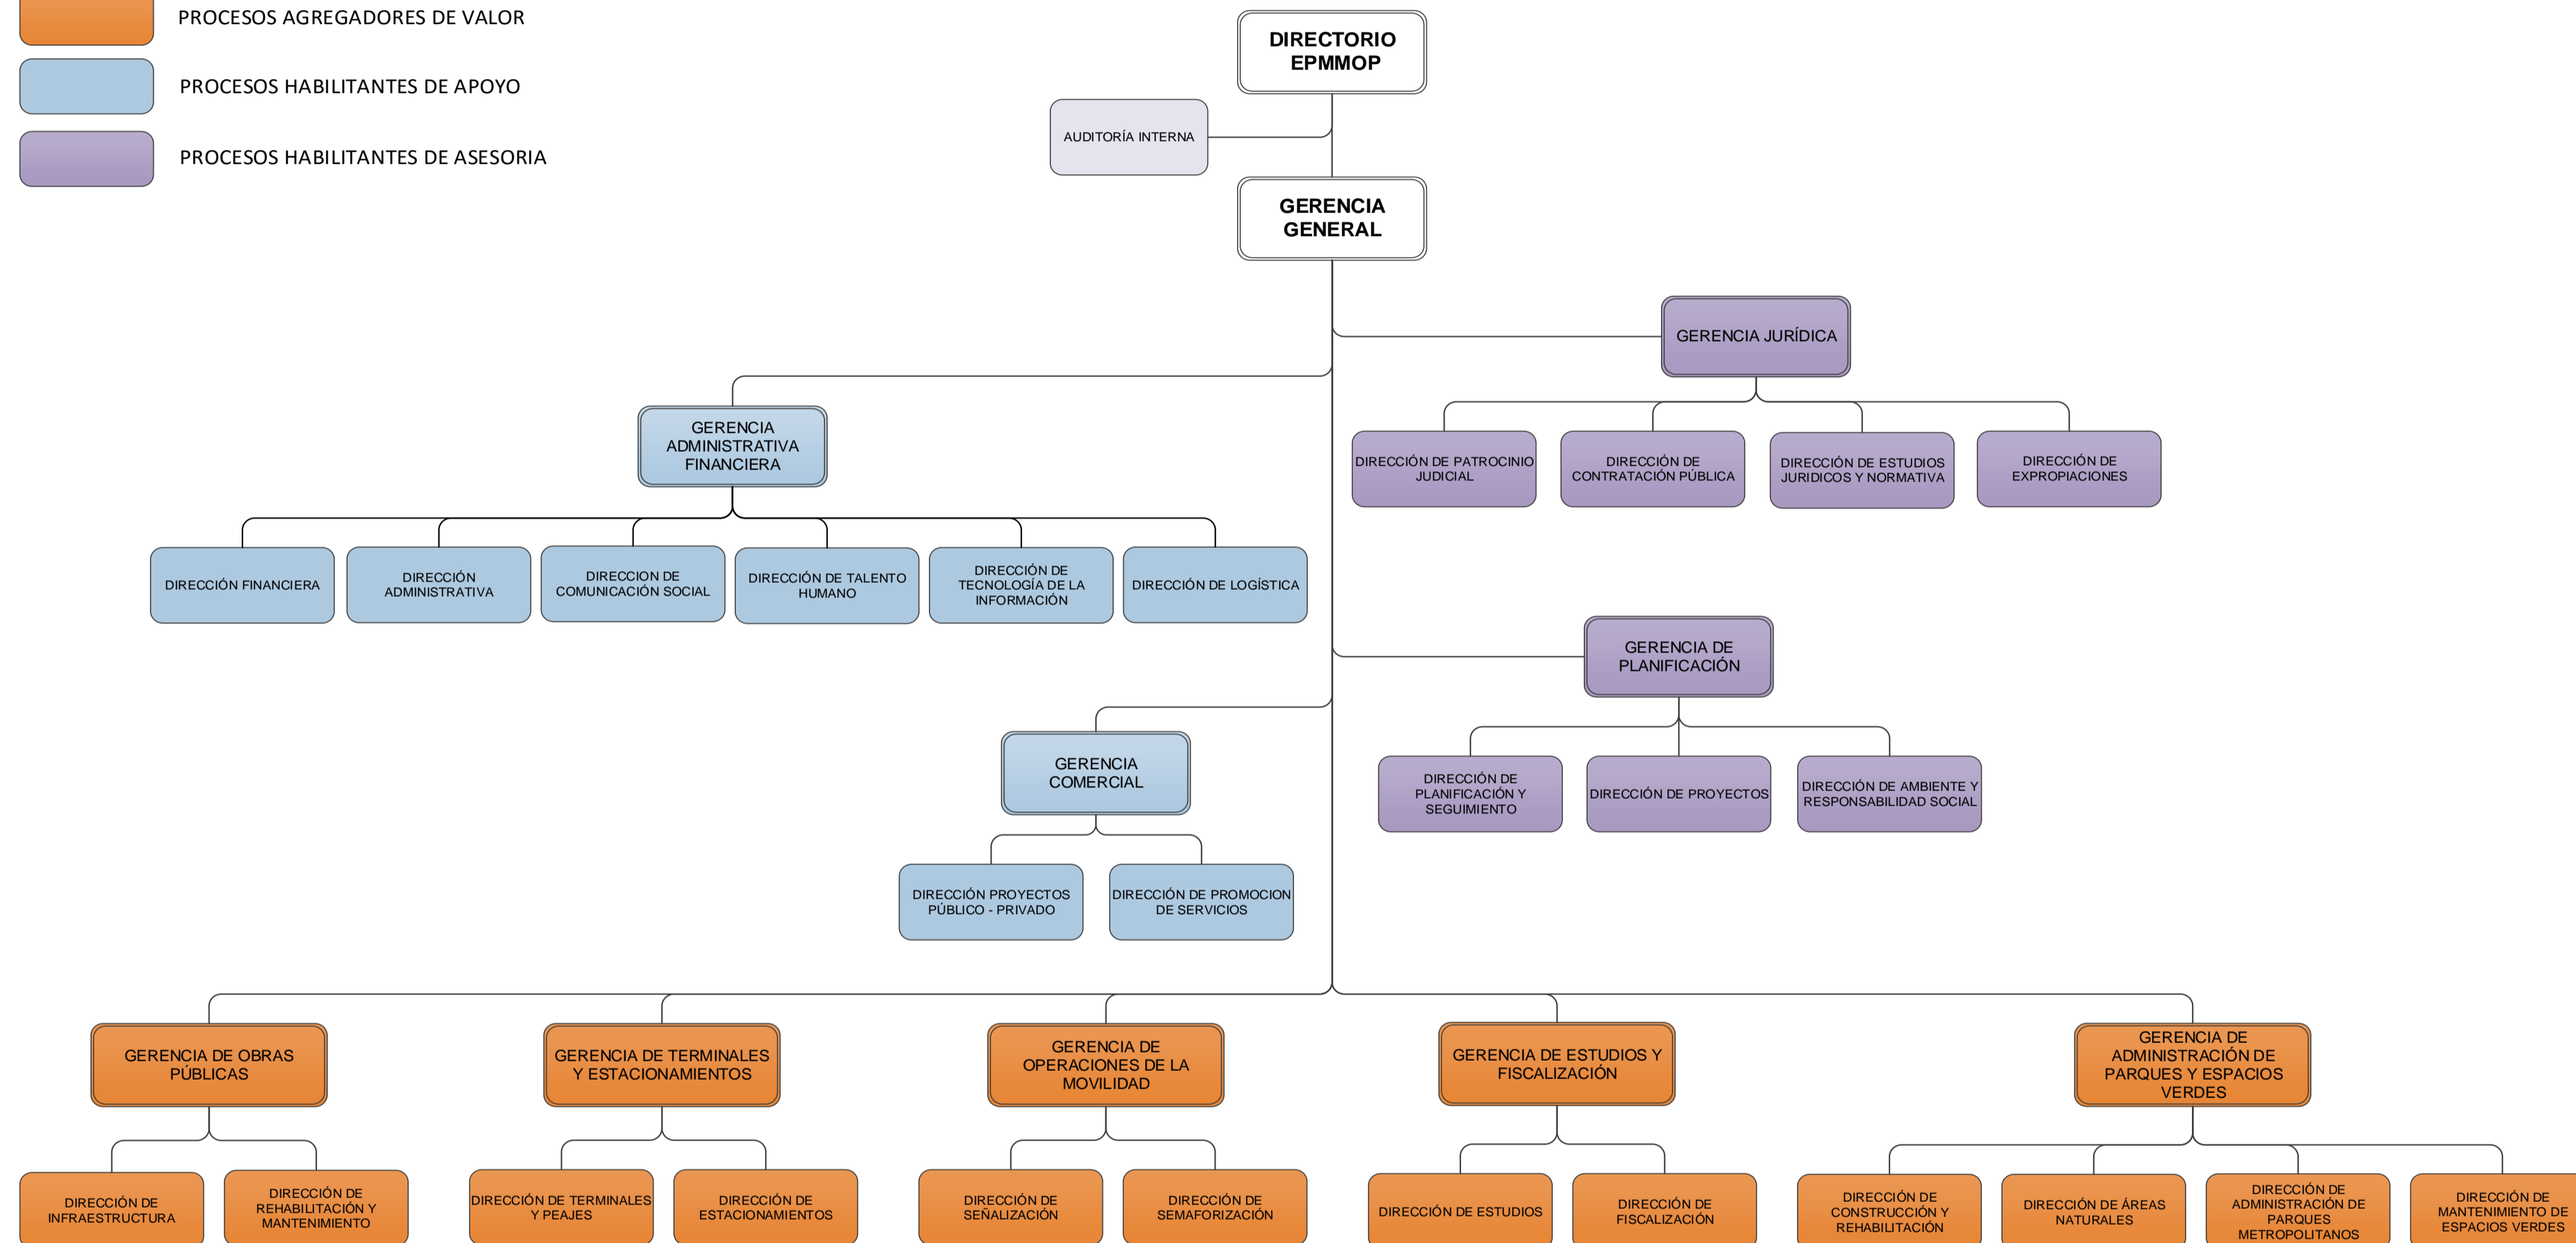 PROCESOS AGREGADORES DE VALOR
PROCESOS HABILITANTES DE APOYO
PROCESOS HABILITANTES DE ASESORIA
DIRECTORIO
EPMMOP
AUDITORÍA INTERNA
GERENCIA
GENERAL
GERENCIA JURÍDICA
DIRECCIÓN DE PATROCINIO
JUDICIAL
DIRECCIÓN DE
CONTRATACIÓN PÚBLICA
DIRECCIÓN DE ESTUDIOS
JURIDICOS Y NORMATIVA
DIRECCIÓN DE
EXPROPIACIONES
GERENCIA
ADMINISTRATIVA
FINANCIERA
DIRECCIÓN FINANCIERA
DIRECCIÓN
ADMINISTRATIVA
DIRECCION DE
COMUNICACIÓN SOCIAL
DIRECCIÓN DE TALENTO
HUMANO
DIRECCIÓN DE
TECNOLOGÍA DE LA
INFORMACIÓN
DIRECCIÓN DE LOGÍSTICA
GERENCIA DE
PLANIFICACIÓN
DIRECCIÓN DE
PLANIFICACIÓN Y
SEGUIMIENTO
DIRECCIÓN DE PROYECTOS
DIRECCIÓN DE AMBIENTE Y
RESPONSABILIDAD SOCIAL
GERENCIA
COMERCIAL
DIRECCIÓN PROYECTOS
PÚBLICO - PRIVADO
DIRECCIÓN DE PROMOCION
DE SERVICIOS
GERENCIA DE OBRAS
PÚBLICAS
GERENCIA DE TERMINALES
Y ESTACIONAMIENTOS
GERENCIA DE
OPERACIONES DE LA
MOVILIDAD
GERENCIA DE ESTUDIOS Y
FISCALIZACIÓN
GERENCIA DE
ADMINISTRACIÓN DE
PARQUES Y ESPACIOS
VERDES
DIRECCIÓN DE
INFRAESTRUCTURA
DIRECCIÓN DE
REHABILITACIÓN Y
MANTENIMIENTO
DIRECCIÓN DE TERMINALES
Y PEAJES
DIRECCIÓN DE
ESTACIONAMIENTOS
DIRECCIÓN DE
SEÑALIZACIÓN
DIRECCIÓN DE
SEMAFORIZACIÓN
DIRECCIÓN DE ESTUDIOS
DIRECCIÓN DE
FISCALIZACIÓN
DIRECCIÓN DE
CONSTRUCCIÓN Y
REHABILITACIÓN
DIRECCIÓN DE ÁREAS
NATURALES
DIRECCIÓN DE
ADMINISTRACIÓN DE
PARQUES
METROPOLITANOS
DIRECCIÓN DE
MANTENIMIENTO DE
ESPACIOS VERDES